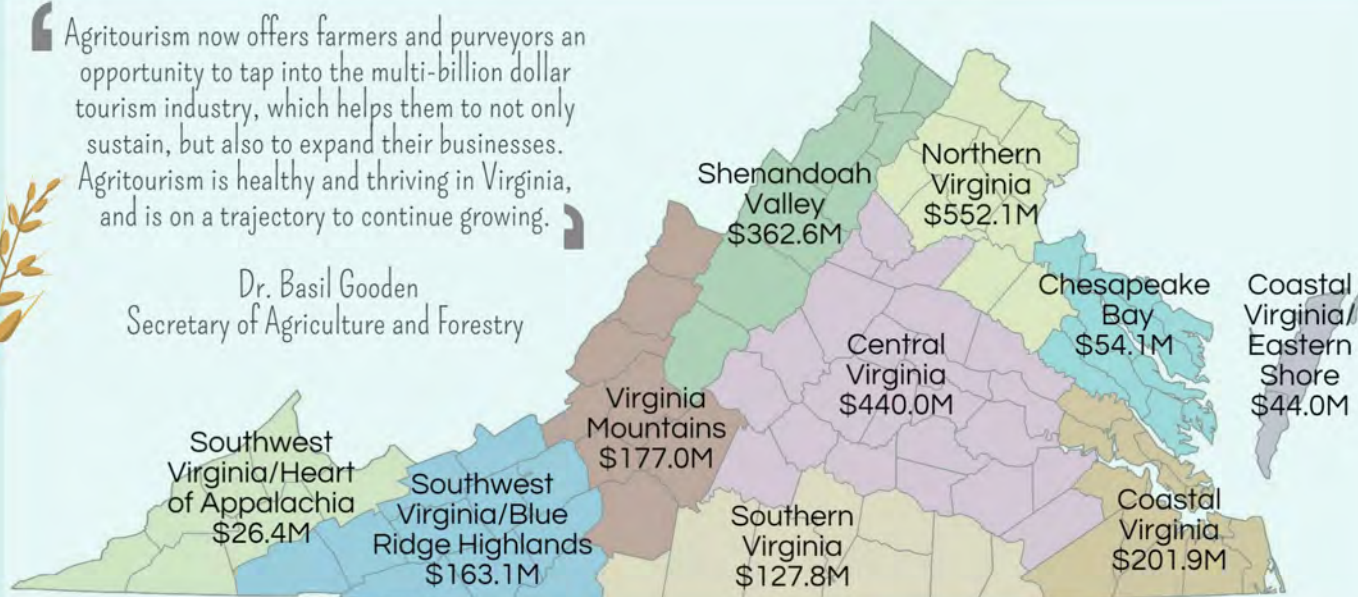 ‘ Agritourism now offers farmers and purveyors an
opportunity to tap into the multi-billion dollar
tourism industry, which helps them to not only
sustain, but also to expand their businesses.
Agritourism is healthy and thriving in Virginia,
and is on a trajectory to continue growing. ’
Dr. Basil Gooden
Secretary of Agriculture and Forestry
Shenandoah
Valley
$362.6M
Northern
Virginia
$552.1M
Chesapeake
Bay
$54.1M
Coastal
Virginia/
Eastern
Shore
$44.0M
Central
Virginia
$440.0M
Virginia
Mountains
$177.0M
Southwest
Virginia/Heart
of Appalachia
$26.4M
Southwest
Virginia/Blue
Ridge Highlands
$163.1M
Southern
Virginia
$127.8M
Coastal
Virginia
$201.9M